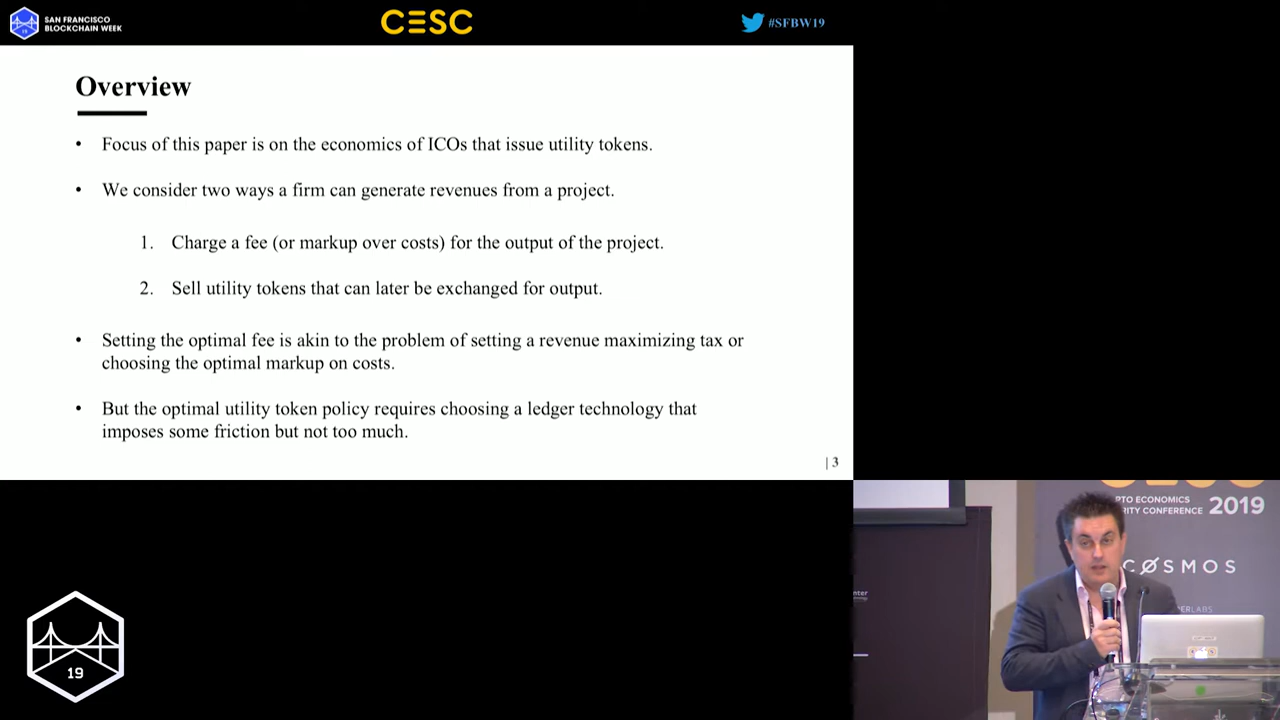 SAN FRANCISCO
BLOCKCHAIN WEEK
19
CESC
#SFBW19
Overview
• Focus of this paper is on the economics of ICOs that issue utility tokens.
• We consider two ways a firm can generate revenues from a project.
1. Charge a fee (or markup over costs) for the output of the project.
2. Sell utility tokens that can later be exchanged for output.
• Setting the optimal fee is akin to the problem of setting a revenue maximizing tax or
choosing the optimal markup on costs.
• But the optimal utility token policy requires choosing a ledger technology that
imposes some friction but not too much.
| 3
PTO ECONOMICS
RITY CONFERENCE 2019
COSMOS
ERLABS
19